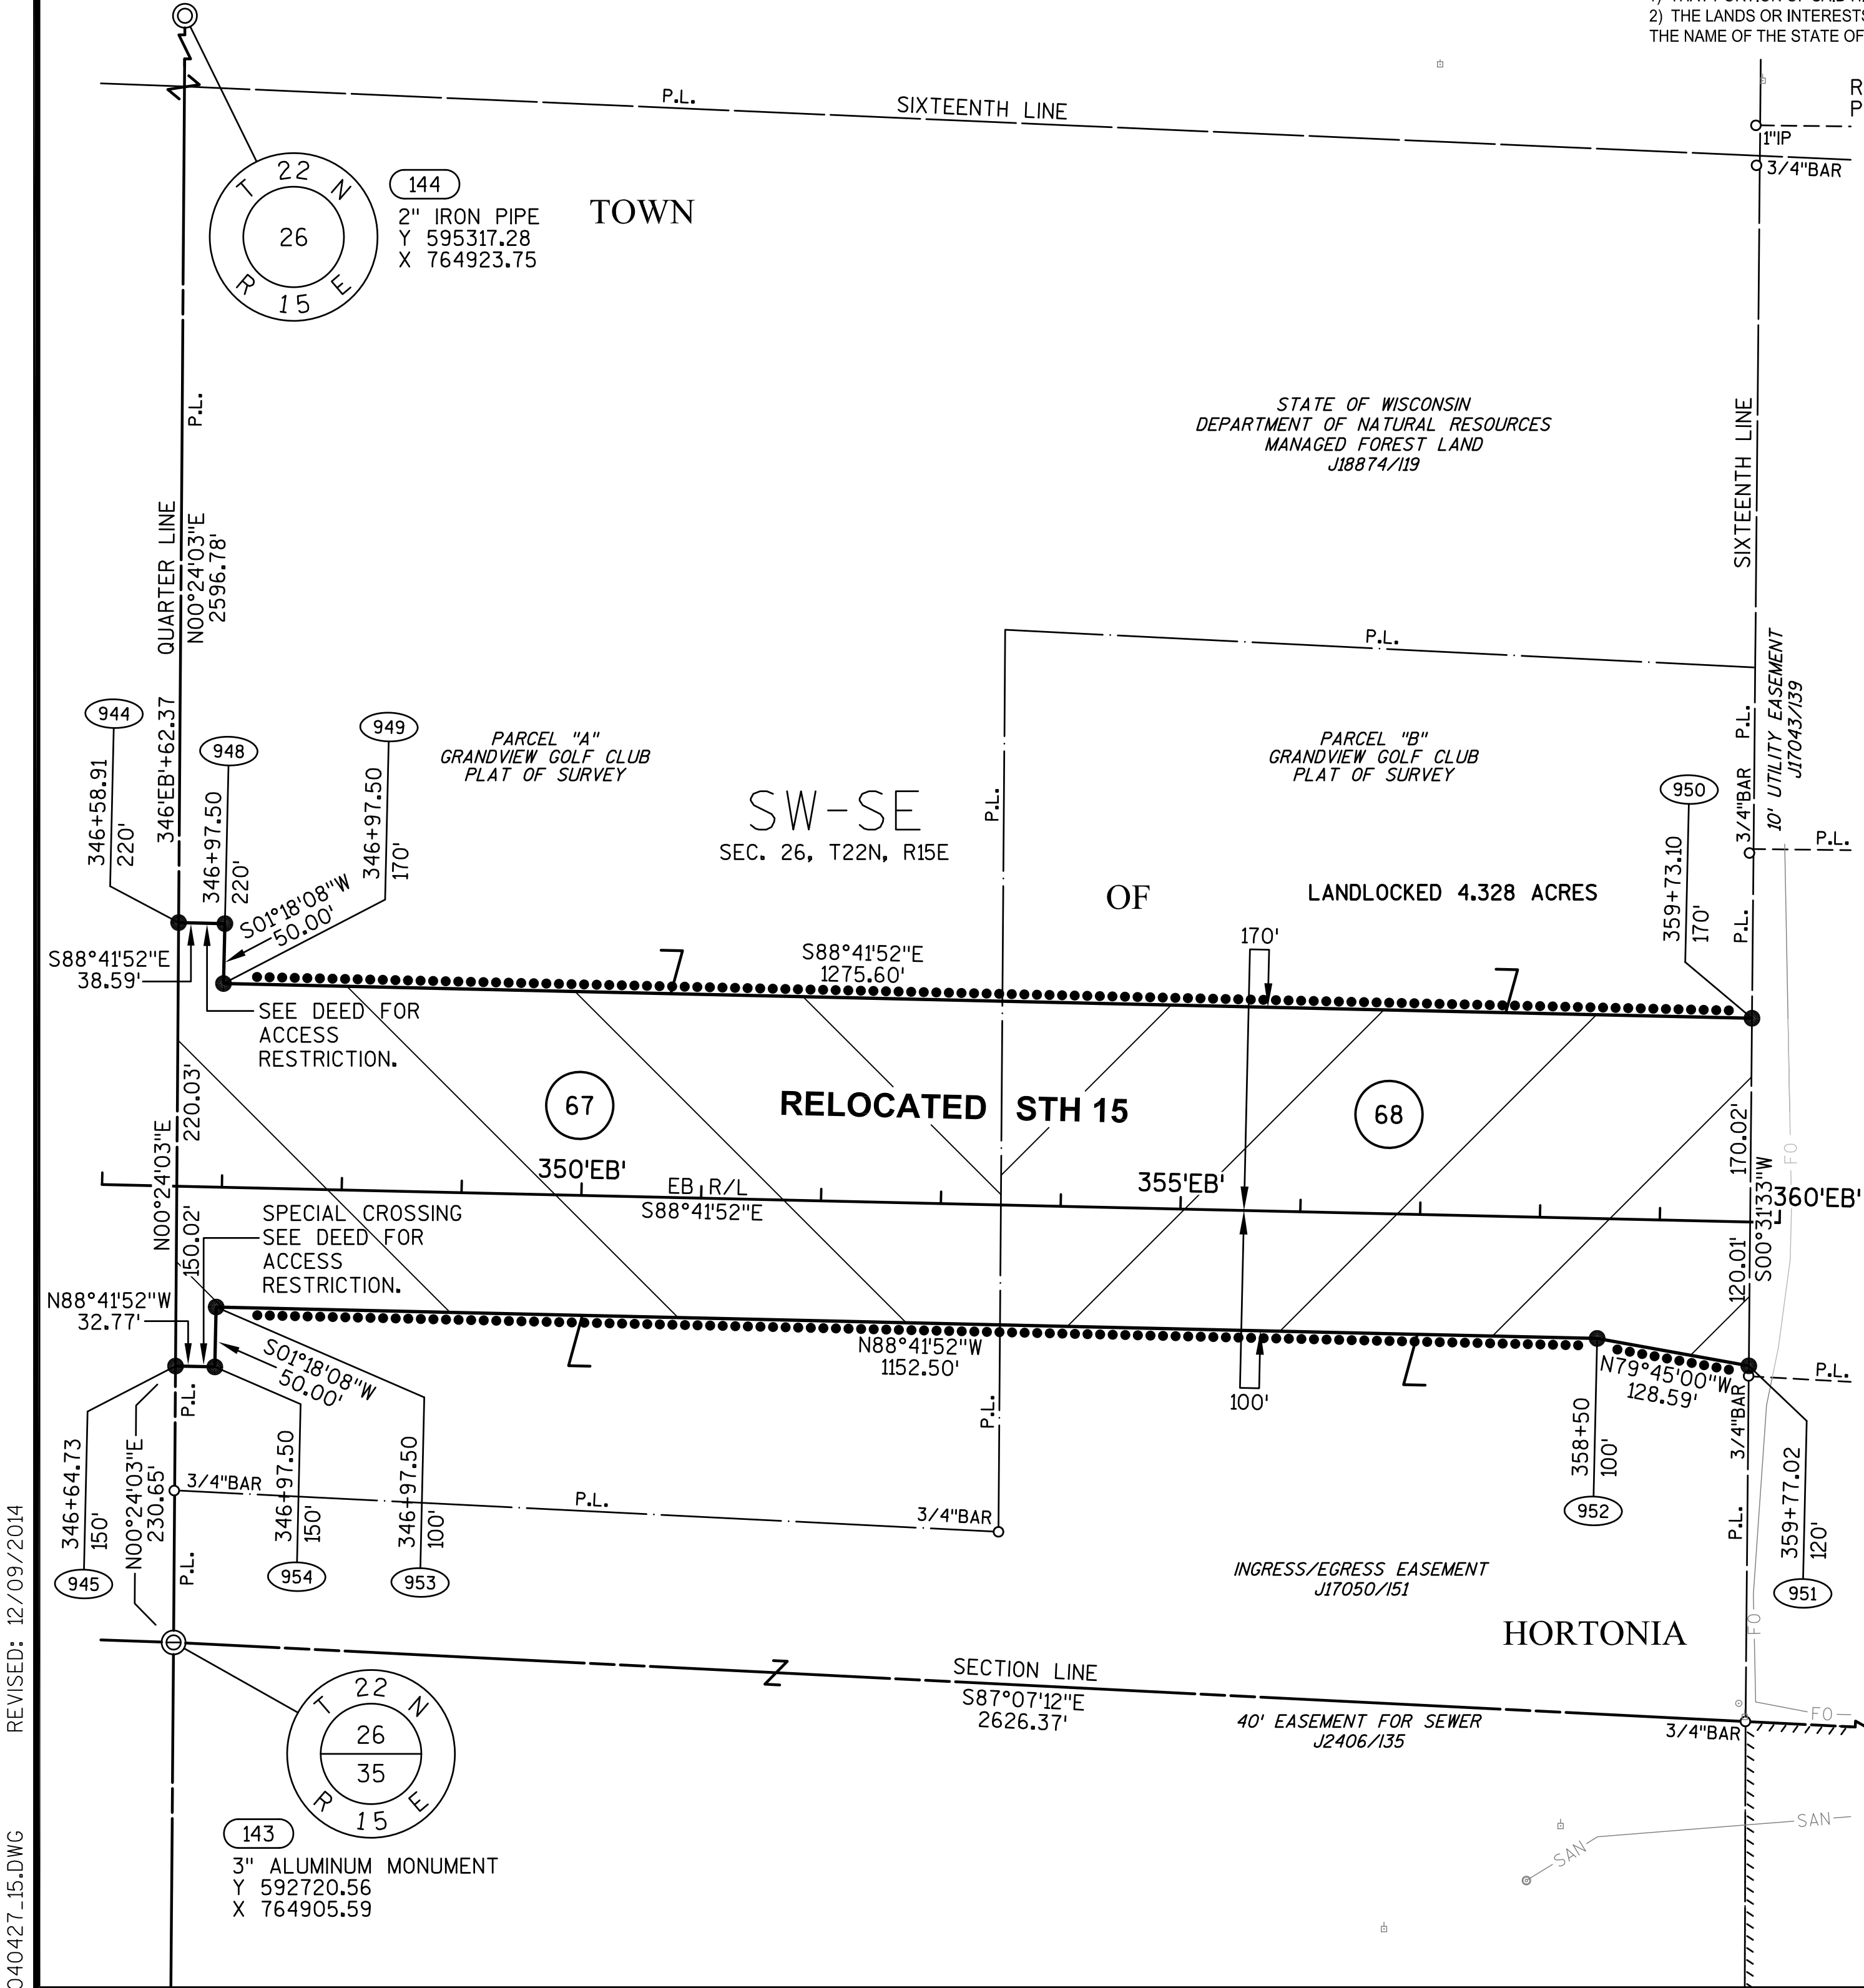 2) THE LANDS OR INTERESTS
THE NAME OF THE STATE OF
P.L.
SIXTEENTH LINE
R
P
1"IP
3/4"BAR
T 22 N
26
R 15 E
144
2" IRON PIPE
Y 595317.28
X 764923.75
TOWN
P.L.
STATE OF WISCONSIN
DEPARTMENT OF NATURAL RESOURCES
MANAGED FOREST LAND
J18874/I19
SIXTEENTH LINE
QUARTER LINE
N00°24'03"E
2596.78'
346'EB'+62.37
P.L.
10' UTILITY EASEMENT
J17043/I39
P.L.
3/4"BAR
P.L.
P.L.
944
346+58.91
220'
948
346+97.50
220'
949
346+97.50
170'
PARCEL "A"
GRANDVIEW GOLF CLUB
PLAT OF SURVEY
PARCEL "B"
GRANDVIEW GOLF CLUB
PLAT OF SURVEY
P.L.
SW-SE
SEC. 26, T22N, R15E
OF
LANDLOCKED 4.328 ACRES
950
359+73.10
170'
S01°18'08"W
50.00'
S88°41'52"E
38.59'
S88°41'52"E
1275.60'
170'
SEE DEED FOR
ACCESS
RESTRICTION.
220.03'
N00°24'03"E
150.02'
67
RELOCATED STH 15
68
170.02'
S00°31'33"W
120.01'
FO
350'EB'
EB R/L
S88°41'52"E
355'EB'
360'EB'
SPECIAL CROSSING
SEE DEED FOR
ACCESS
RESTRICTION.
N88°41'52"W
32.77'
S01°18'08"W
50.00'
N88°41'52"W
1152.50'
100'
N79°45'00"W
128.59'
P.L.
3/4"BAR
P.L.
P.L.
P.L.
346+64.73
150'
945
N00°24'03"E
230.65'
P.L.
346+97.50
150'
954
346+97.50
100'
953
3/4"BAR
P.L.
3/4"BAR
358+50
100'
952
359+77.02
120'
951
INGRESS/EGRESS EASEMENT
J17050/I51
HORTONIA
FO
SECTION LINE
S87°07'12"E
2626.37'
40' EASEMENT FOR SEWER
J2406/I35
3/4"BAR
FO
T 22 N
26
35
R 15 E
143
3" ALUMINUM MONUMENT
Y 592720.56
X 764905.59
SAN
SAN
REVISED: 12/09/2014
040427_15.DWG